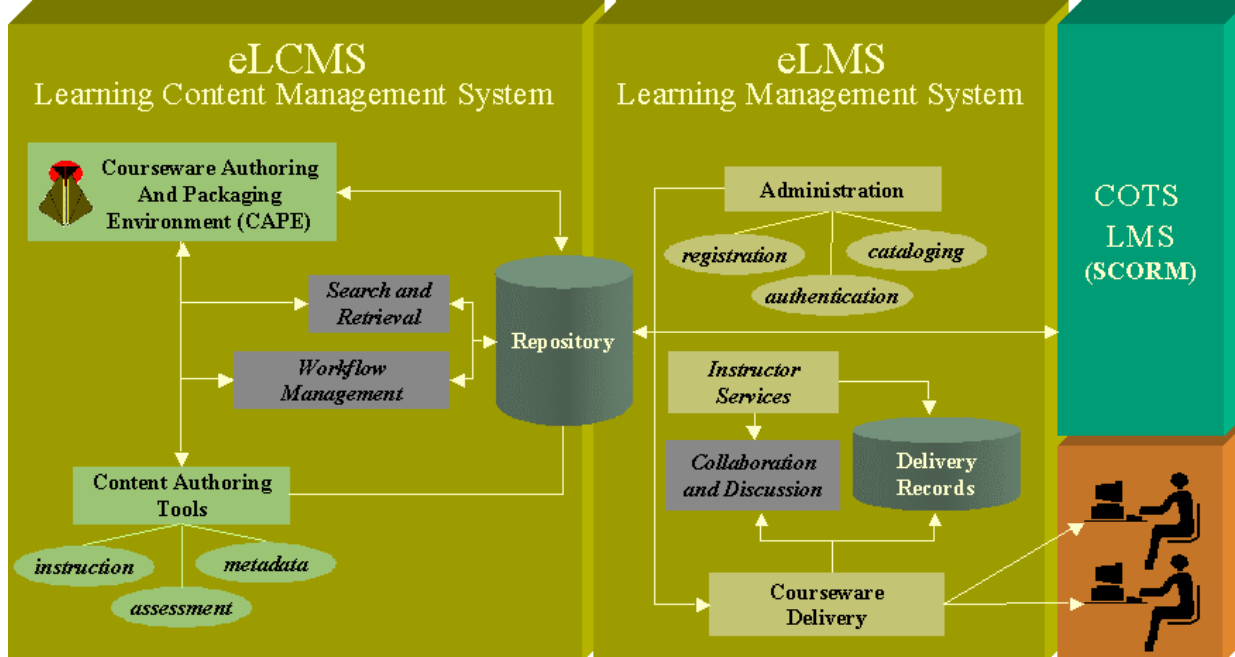 eLCMS
Learning Content Management System
Courseware Authoring
And Packaging
Environment (CAPE)
Search and
Retrieval
Workflow
Management
Repository
Content Authoring
Tools
instruction
metadata
assessment
eLMS
Learning Management System
Administration
registration
cataloging
authentication
Instructor
Services
Collaboration
and Discussion
Delivery
Records
Courseware
Delivery
COTS
LMS
(SCORM)